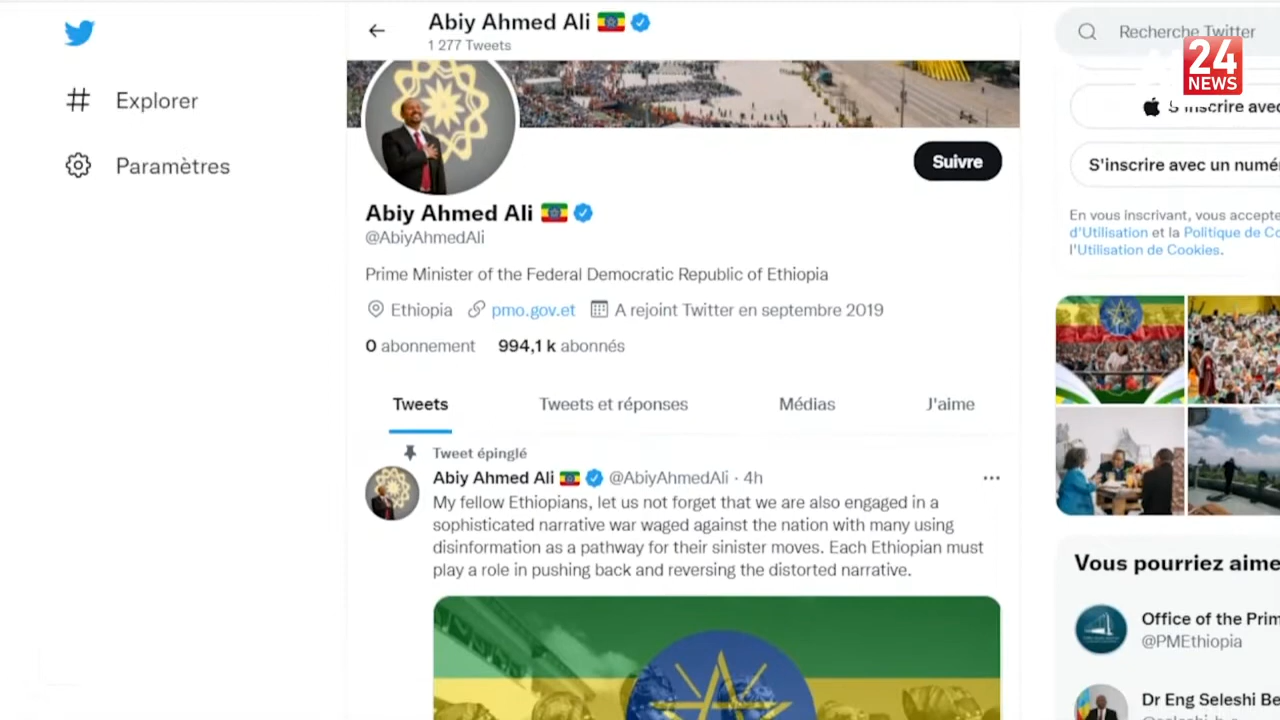 Abiy Ahmed Ali
1 277 Tweets
Recherche Twitter
24
NEWS
Explorer
Paramètres
S'inscrire avec
S'inscrire avec un numé
Suivre
En vous inscrivant, vous accepte
d'Utilisation et la Politique de Co
l'Utilisation de Cookies.
Abiy Ahmed Ali
@AbiyAhmedAli
Prime Minister of the Federal Democratic Republic of Ethiopia
Ethiopia pmo.gov.et A rejoint Twitter en septembre 2019
0 abonnement 994,1 k abonnés
Tweets Tweets et réponses Médias J'aime
Tweet épinglé
Abiy Ahmed Ali @AbiyAhmedAli · 4h
My fellow Ethiopians, let us not forget that we are also engaged in a
sophisticated narrative war waged against the nation with many using
disinformation as a pathway for their sinister moves. Each Ethiopian must
play a role in pushing back and reversing the distorted narrative.
Vous pourriez aime
Office of the Prim
@PMEthiopia
Dr Eng Seleshi Be